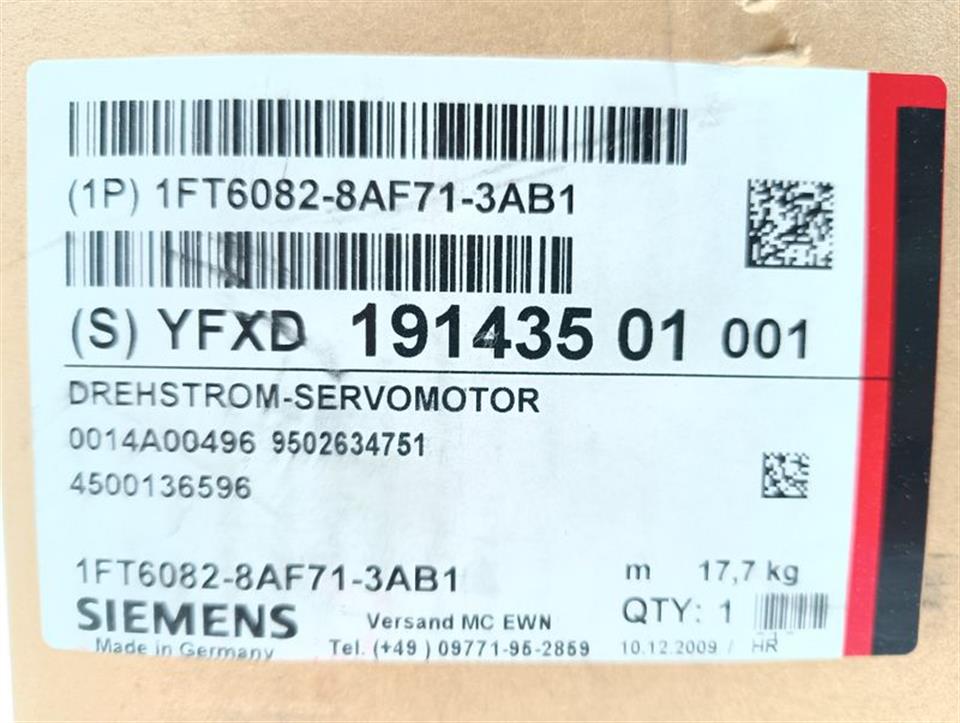 (1P) 1FT6082-8AF71-3AB1
(S) YFXD 191435 01 001
DREHSTROM-SERVOMOTOR
0014A00496 9502634751
4500136596
1FT6082-8AF71-3AB1 m 17,7 kg
SIEMENS Versand MC EWN QTY: 1
Made in Germany Tel. (+49 ) 09771-95-2859 10.12.2009 / HR